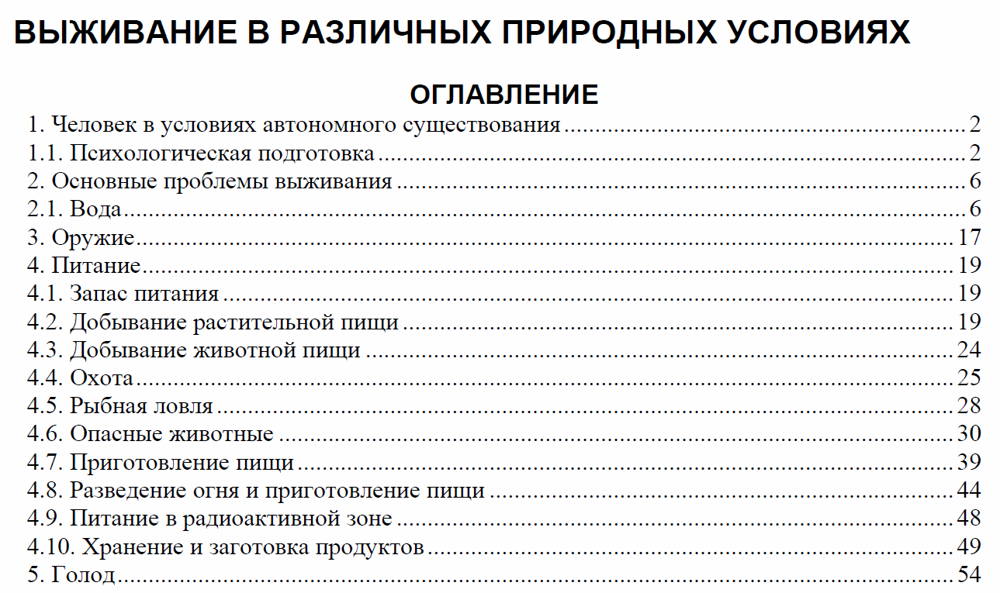 ВЫЖИВАНИЕ В РАЗЛИЧНЫХ ПРИРОДНЫХ УСЛОВИЯХ
ОГЛАВЛЕНИЕ
1. Человек в условиях автономного существования 2
1.1. Психологическая подготовка 2
2. Основные проблемы выживания 6
2.1. Вода 6
3. Оружие 17
4. Питание 19
4.1. Запас питания 19
4.2. Добывание растительной пищи 19
4.3. Добывание животной пищи 24
4.4. Охота 25
4.5. Рыбная ловля 28
4.6. Опасные животные 30
4.7. Приготовление пищи 39
4.8. Разведение огня и приготовление пищи 44
4.9. Питание в радиоактивной зоне 48
4.10. Хранение и заготовка продуктов 49
5. Голод 54